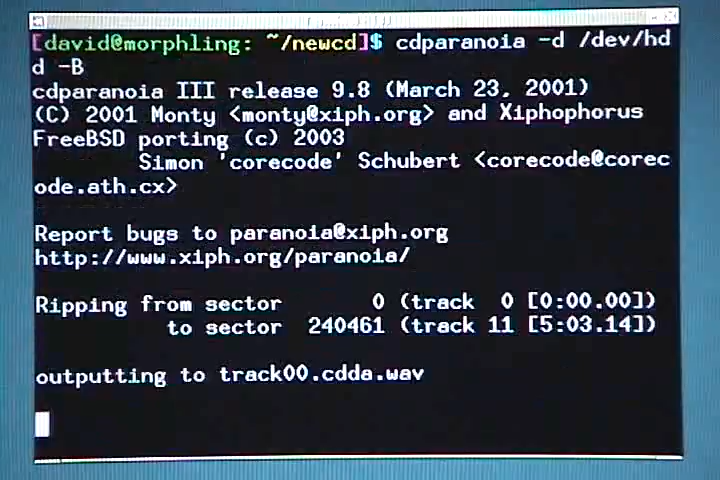 [david@morphling: ~/newcd]$ cdparanoia -d /dev/hd
d -B
cdparanoia III release 9.8 (March 23, 2001)
(C) 2001 Monty <monty@xiph.org> and Xiphophorus
FreeBSD porting (c) 2003
        Simon 'corecode' Schubert <corecode@corec
ode.ath.cx>

Report bugs to paranoia@xiph.org
http://www.xiph.org/paranoia/

Ripping from sector       0 (track  0 [0:00.00])
          to sector  240461 (track 11 [5:03.14])

outputting to track00.cdda.wav